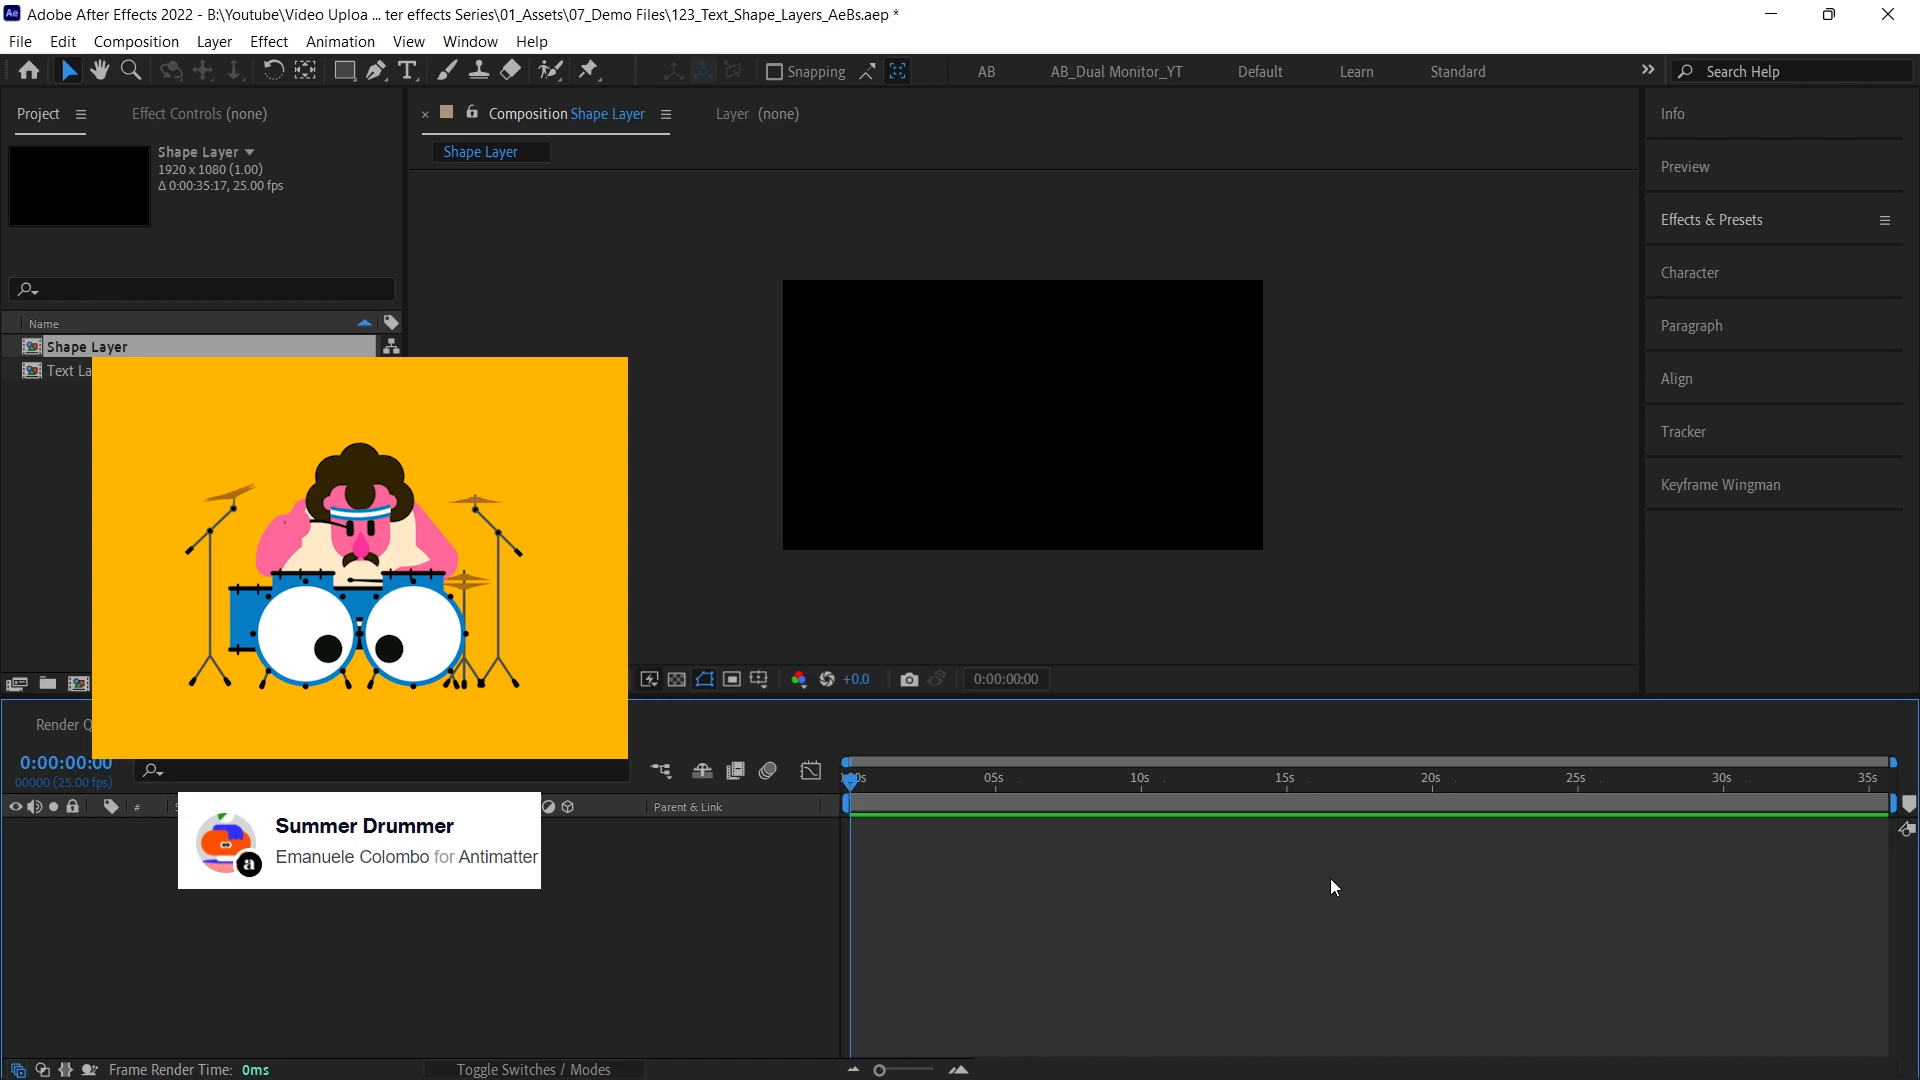 Ae Adobe After Effects 2022 - B:\Youtube\Video Uploa ... ter effects Series\01_Assets\07_Demo Files\123_Text_Shape_Layers_AeBs.aep *
File Edit Composition Layer Effect Animation View Window Help
T Snapping AB AB_Dual Monitor_YT Default Learn Standard Search Help
Project Effect Controls (none) × Composition Shape Layer Layer (none) Info
Shape Layer
1920 x 1080 (1.00)
Δ 0:00:35:17, 25.00 fps
Shape Layer
Preview
Effects & Presets
Character
Paragraph
Align
Tracker
Keyframe Wingman
Name
Shape Layer
Text La
+0.0 0:00:00:00
Render Q
0:00:00:00
00000 (25.00 fps)
05s 10s 15s 20s 25s 30s 35s
# Parent & Link
Summer Drummer
Emanuele Colombo for Antimatter
a
Frame Render Time: 0ms Toggle Switches / Modes